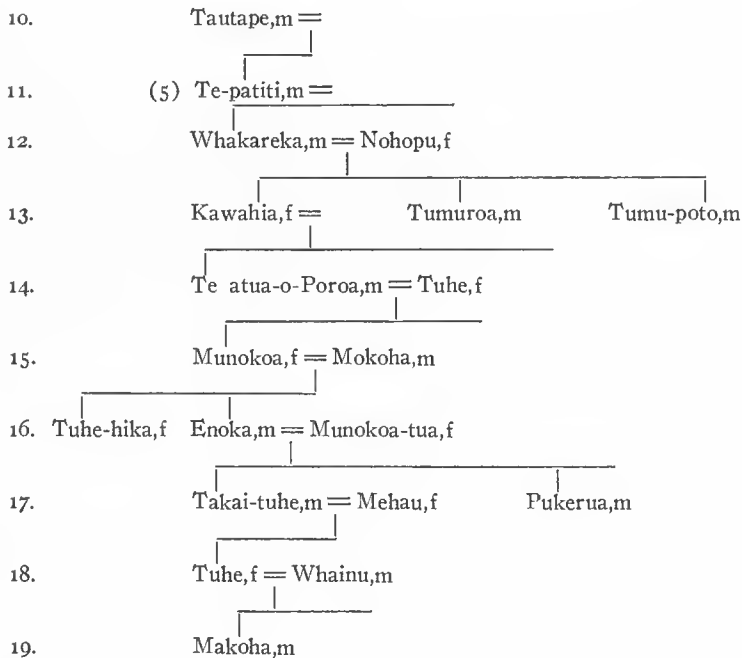 10. Tautape,m =
11. (5) Te-patiti,m =
12. Whakareka,m = Nohopu,f
13. Kawahia,f = Tumuroa,m Tumu-poto,m
14. Te atua-o-Poroa,m = Tuhe,f
15. Munokoa,f = Mokoha,m
16. Tuhe-hika,f Enoka,m = Munokoa-tua,f
17. Takai-tuhe,m = Mehau,f Pukerua,m
18. Tuhe,f = Whainu,m
19. Makoha,m